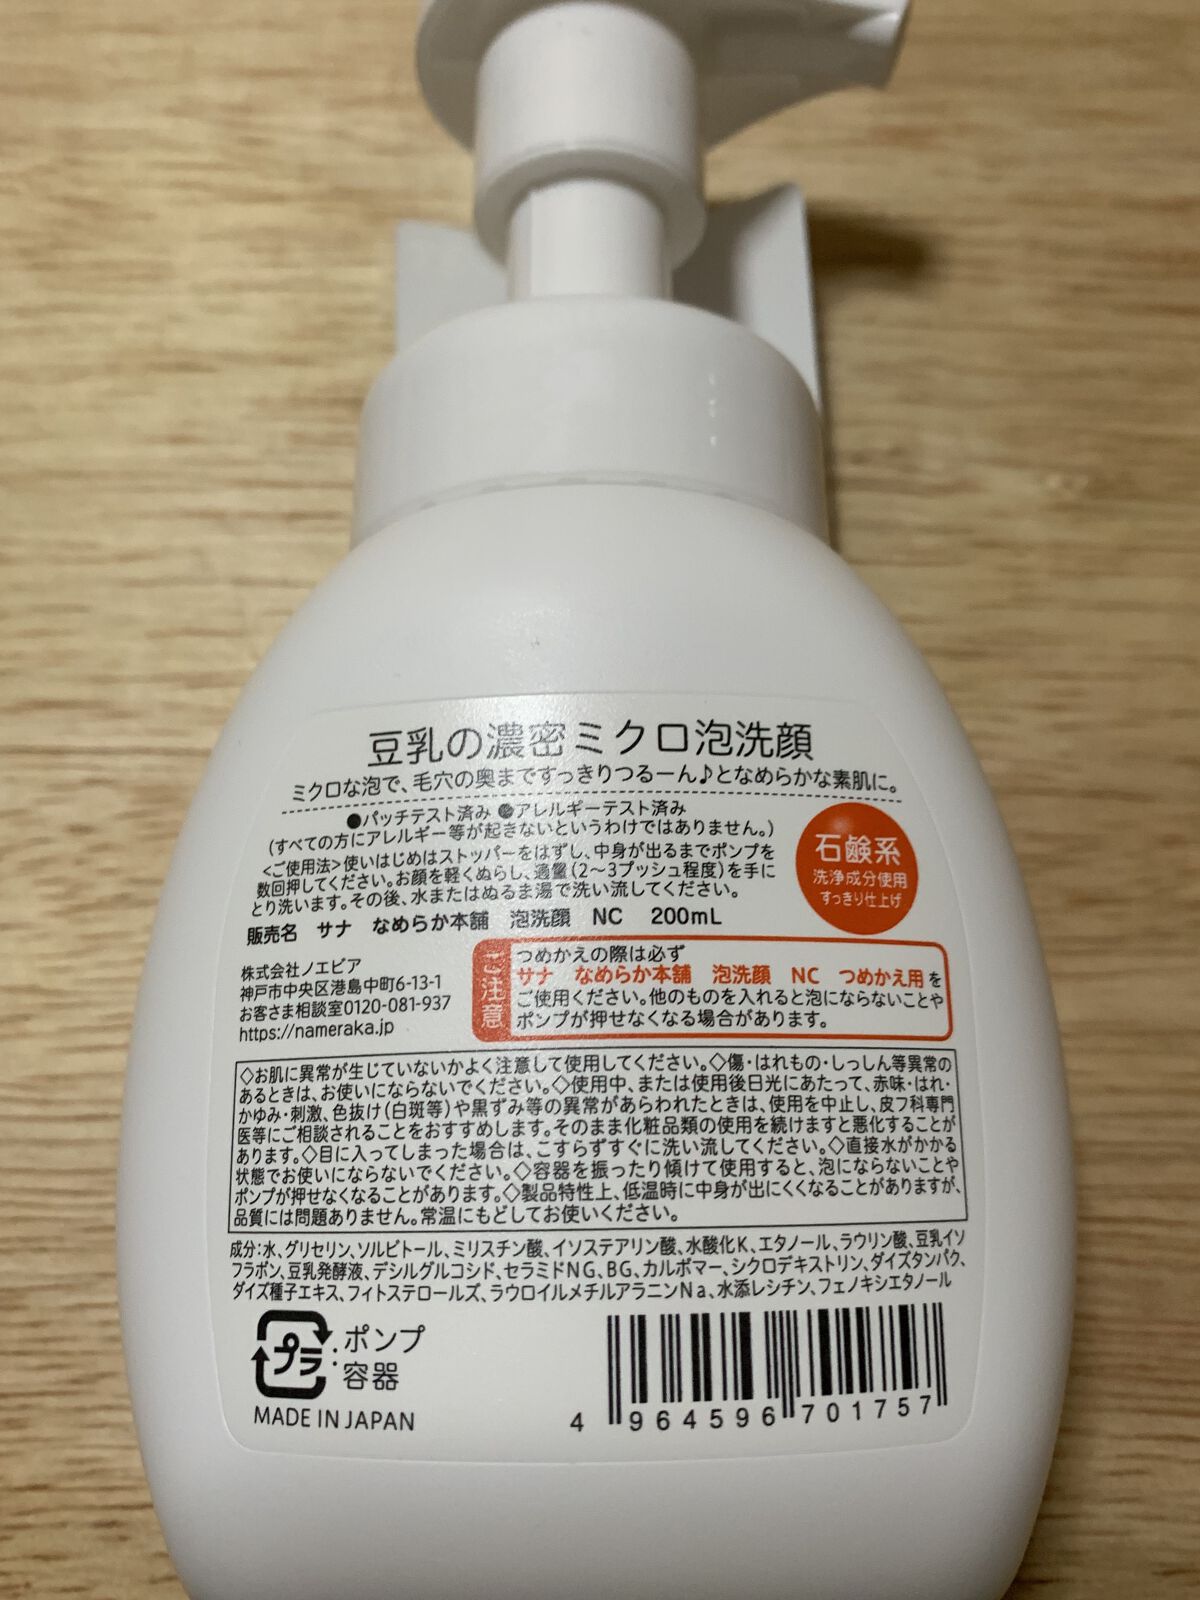 豆乳の濃密ミクロ泡洗顔
ミクロな泡で、毛穴の奥まですっきりつるーん♪となめらかな素肌に。
●パッチテスト済み ●アレルギーテスト済み
(すべての方にアレルギー等が起きないというわけではありません。)
<ご使用法>使いはじめはストッパーをはずし、中身が出るまでポンプを
数回押してください。お顔を軽くぬらし、適量(2〜3プッシュ程度)を手に
とり洗います。その後、水またはぬるま湯で洗い流してください。
石鹸系
洗浄成分使用
すっきり仕上げ
販売名 サナ なめらか本舗 泡洗顔 NC 200mL
株式会社ノエビア
神戸市中央区港島中町6-13-1
お客さま相談室0120-081-937
https://nameraka.jp
ご注意
つめかえの際は必ず
サナ なめらか本舗 泡洗顔 NC つめかえ用を
ご使用ください。他のものを入れると泡にならないことや
ポンプが押せなくなる場合があります。
◇お肌に異常が生じていないかよく注意して使用してください。◇傷・はれもの・しっしん等異常の
あるときは、お使いにならないでください。◇使用中、または使用後日光にあたって、赤味・はれ・
かゆみ・刺激、色抜け(白斑等)や黒ずみ等の異常があらわれたときは、使用を中止し、皮フ科専門
医等にご相談されることをおすすめします。そのまま化粧品類の使用を続けますと悪化することが
あります。◇目に入ってしまった場合は、こすらずすぐに洗い流してください。◇直接水がかかる
状態でお使いにならないでください。◇容器を振ったり傾けて使用すると、泡にならないことや
ポンプが押せなくなることがあります。◇製品特性上、低温時に中身が出にくくなることがありますが、
品質には問題ありません。常温にもどしてお使いください。
成分:水、グリセリン、ソルビトール、ミリスチン酸、イソステアリン酸、水酸化K、エタノール、ラウリン酸、豆乳イソ
フラボン、豆乳発酵液、デシルグルコシド、セラミドNG、BG、カルボマー、シクロデキストリン、ダイズタンパク、
ダイズ種子エキス、フィトステロールズ、ラウロイルメチルアラニンNa、水添レシチン、フェノキシエタノール
プラ:ポンプ
容器
MADE IN JAPAN
4 964596 701757